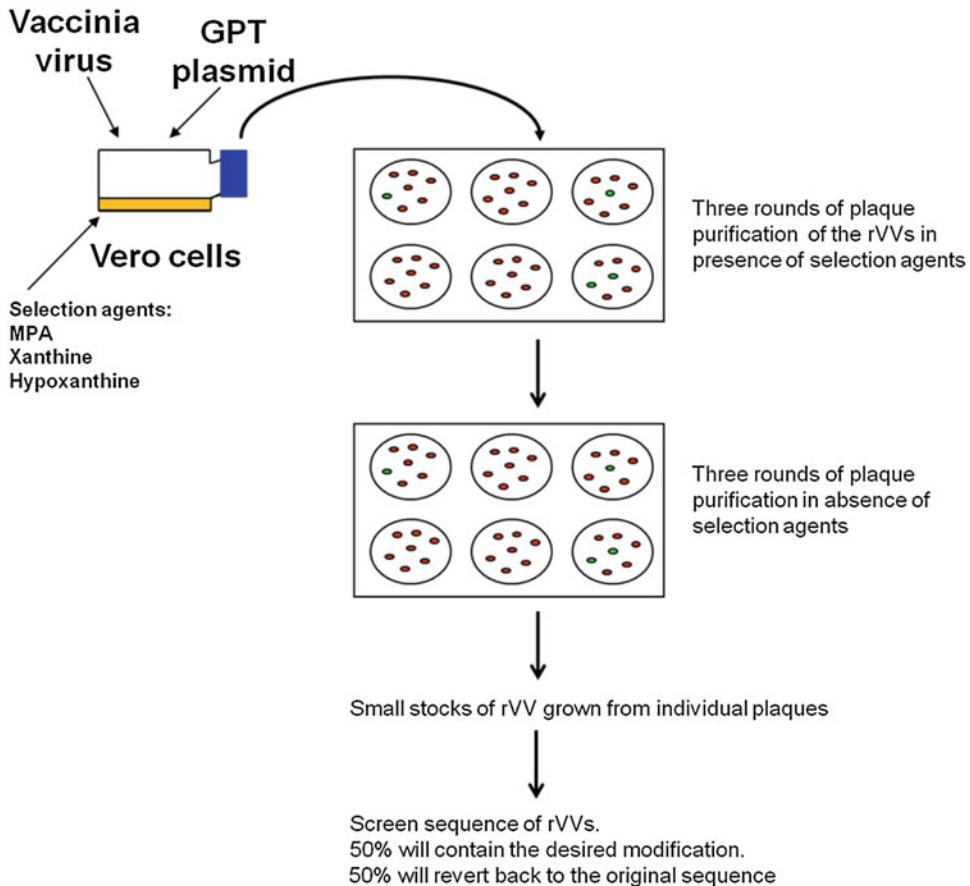 Vaccinia
virus
GPT
plasmid
Vero cells
Selection agents:
MPA
Xanthine
Hypoxanthine
Three rounds of plaque
purification of the rVVs in
presence of selection agents
Three rounds of plaque
purification in absence of
selection agents
Small stocks of rVV grown from individual plaques
Screen sequence of rVVs.
50% will contain the desired modification.
50% will revert back to the original sequence